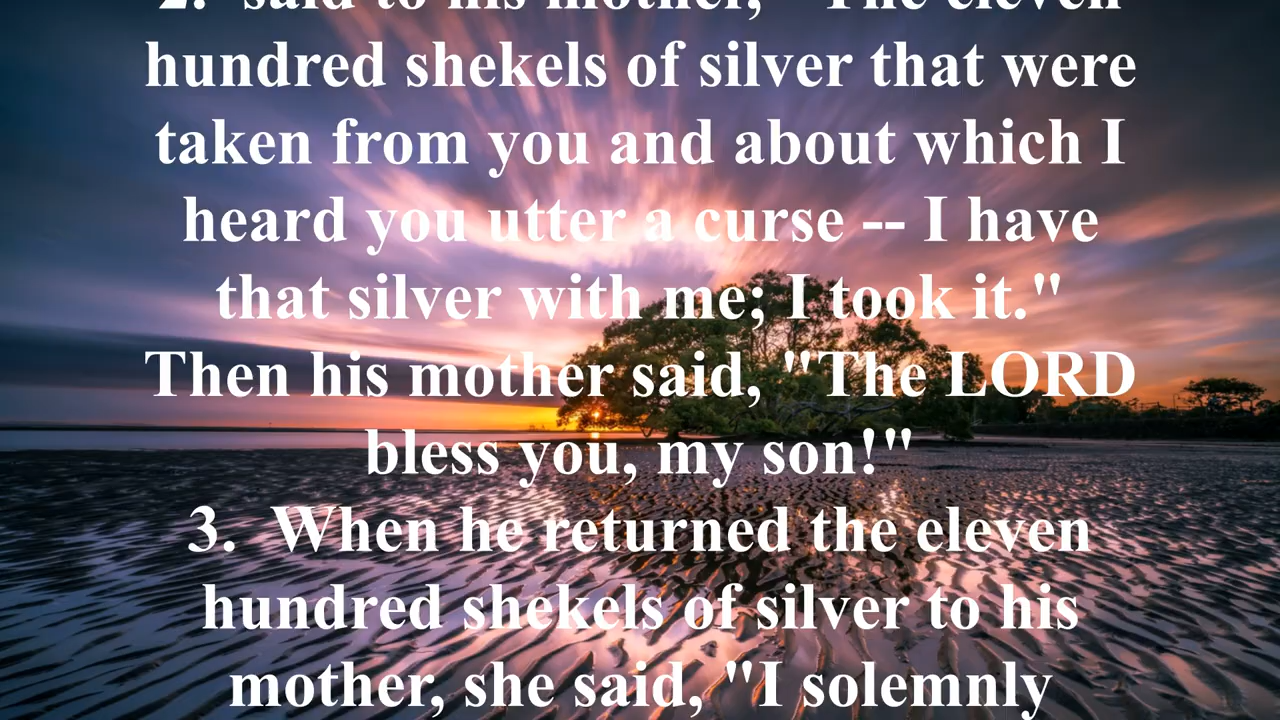 2.  said to his mother, "The eleven
hundred shekels of silver that were
taken from you and about which I
heard you utter a curse -- I have
that silver with me; I took it."
Then his mother said, "The LORD
bless you, my son!"
3.  When he returned the eleven
hundred shekels of silver to his
mother, she said, "I solemnly